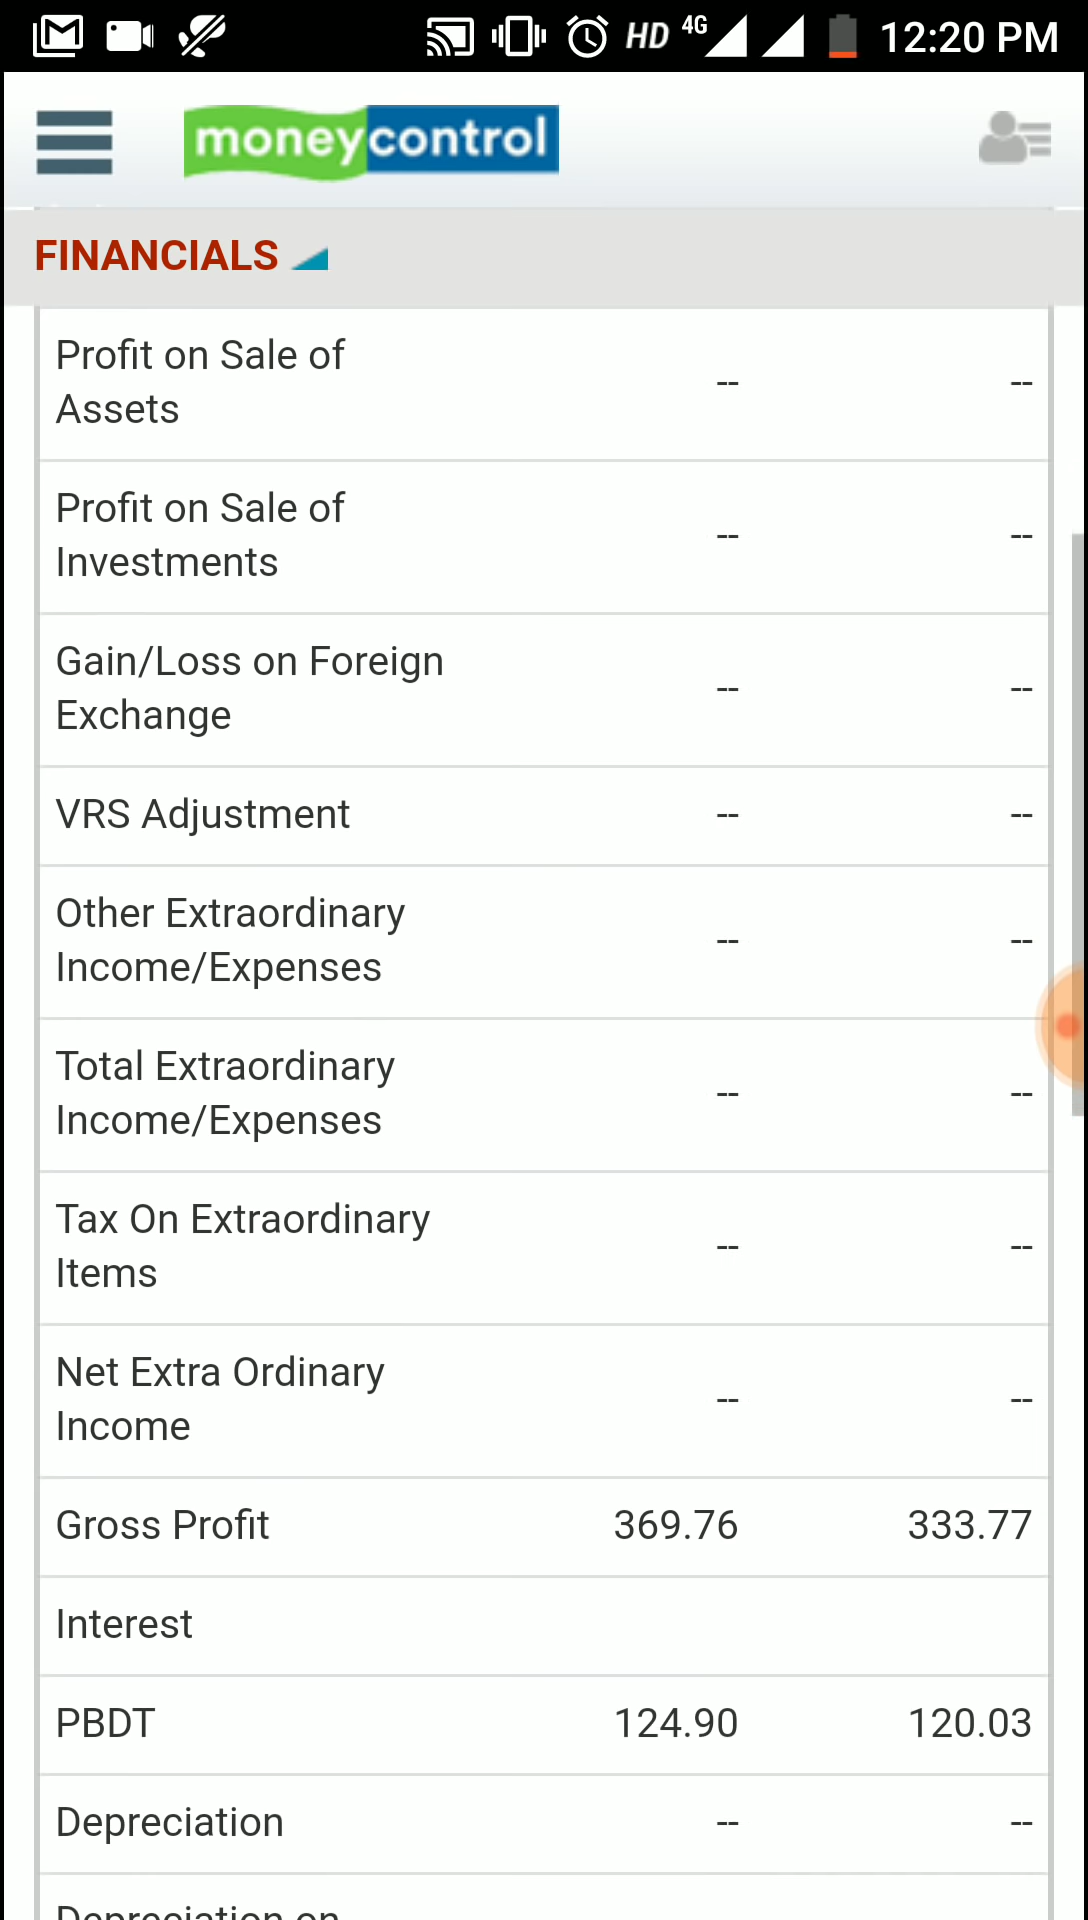 HD 4G 12:20 PM
moneycontrol
FINANCIALS
Profit on Sale of
Assets -- --
Profit on Sale of
Investments -- --
Gain/Loss on Foreign
Exchange -- --
VRS Adjustment -- --
Other Extraordinary
Income/Expenses -- --
Total Extraordinary
Income/Expenses -- --
Tax On Extraordinary
Items -- --
Net Extra Ordinary
Income -- --
Gross Profit 369.76 333.77
Interest
PBDT 124.90 120.03
Depreciation -- --
Depreciation on